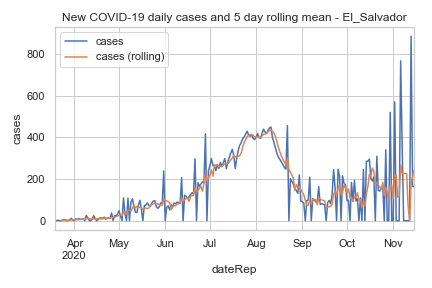 New COVID-19 daily cases and 5 day rolling mean - El_Salvador
cases
cases (rolling)
cases
800
600
400
200
0
Apr
2020
May
Jun
Jul
Aug
Sep
Oct
Nov
dateRep